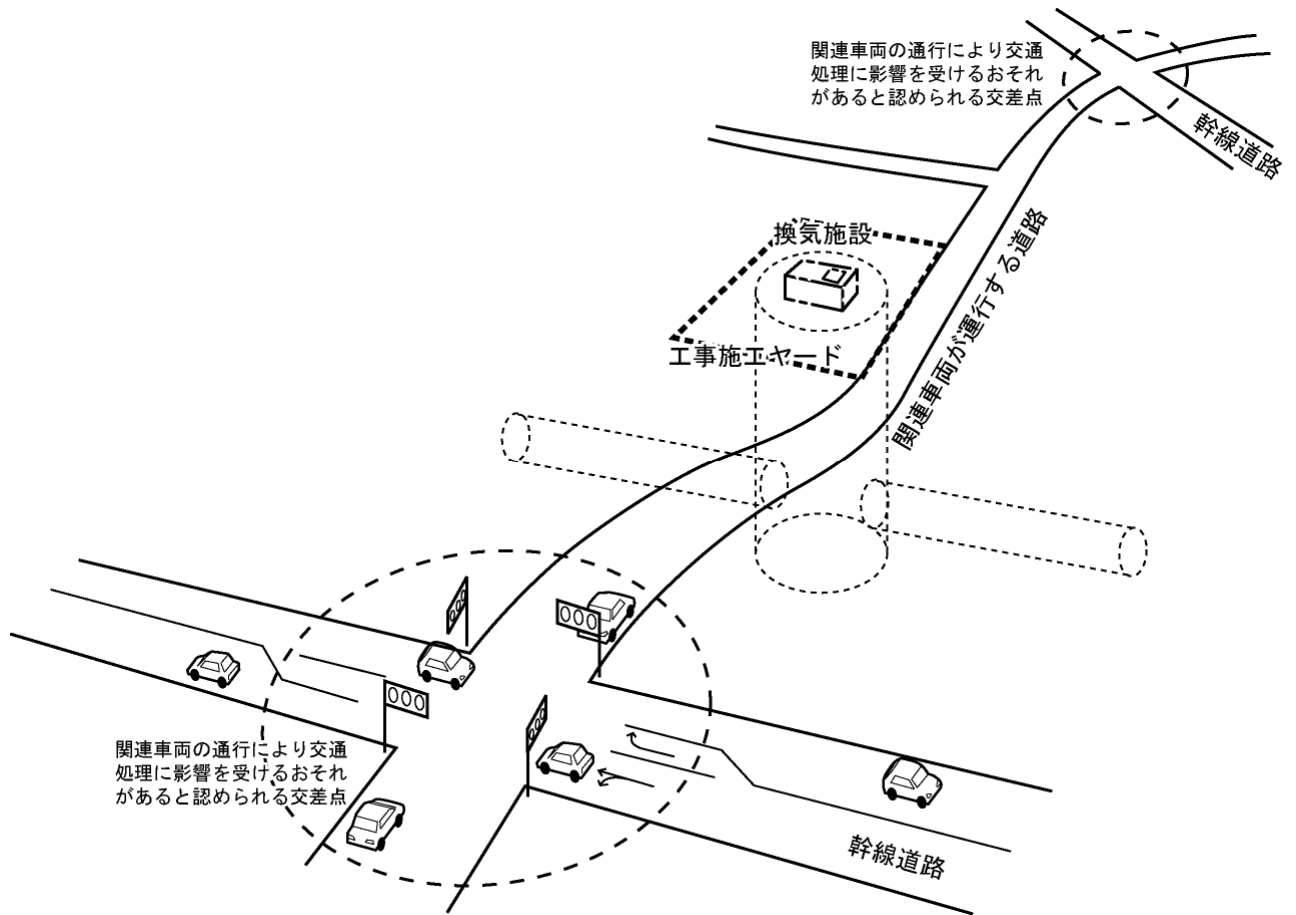 関連車両の通行により交通
処理に影響を受けるおそれ
があると認められる交差点
幹線道路
換気施設
工事施工ヤード
関連車両が運行する道路
関連車両の通行により交通
処理に影響を受けるおそれ
があると認められる交差点
幹線道路